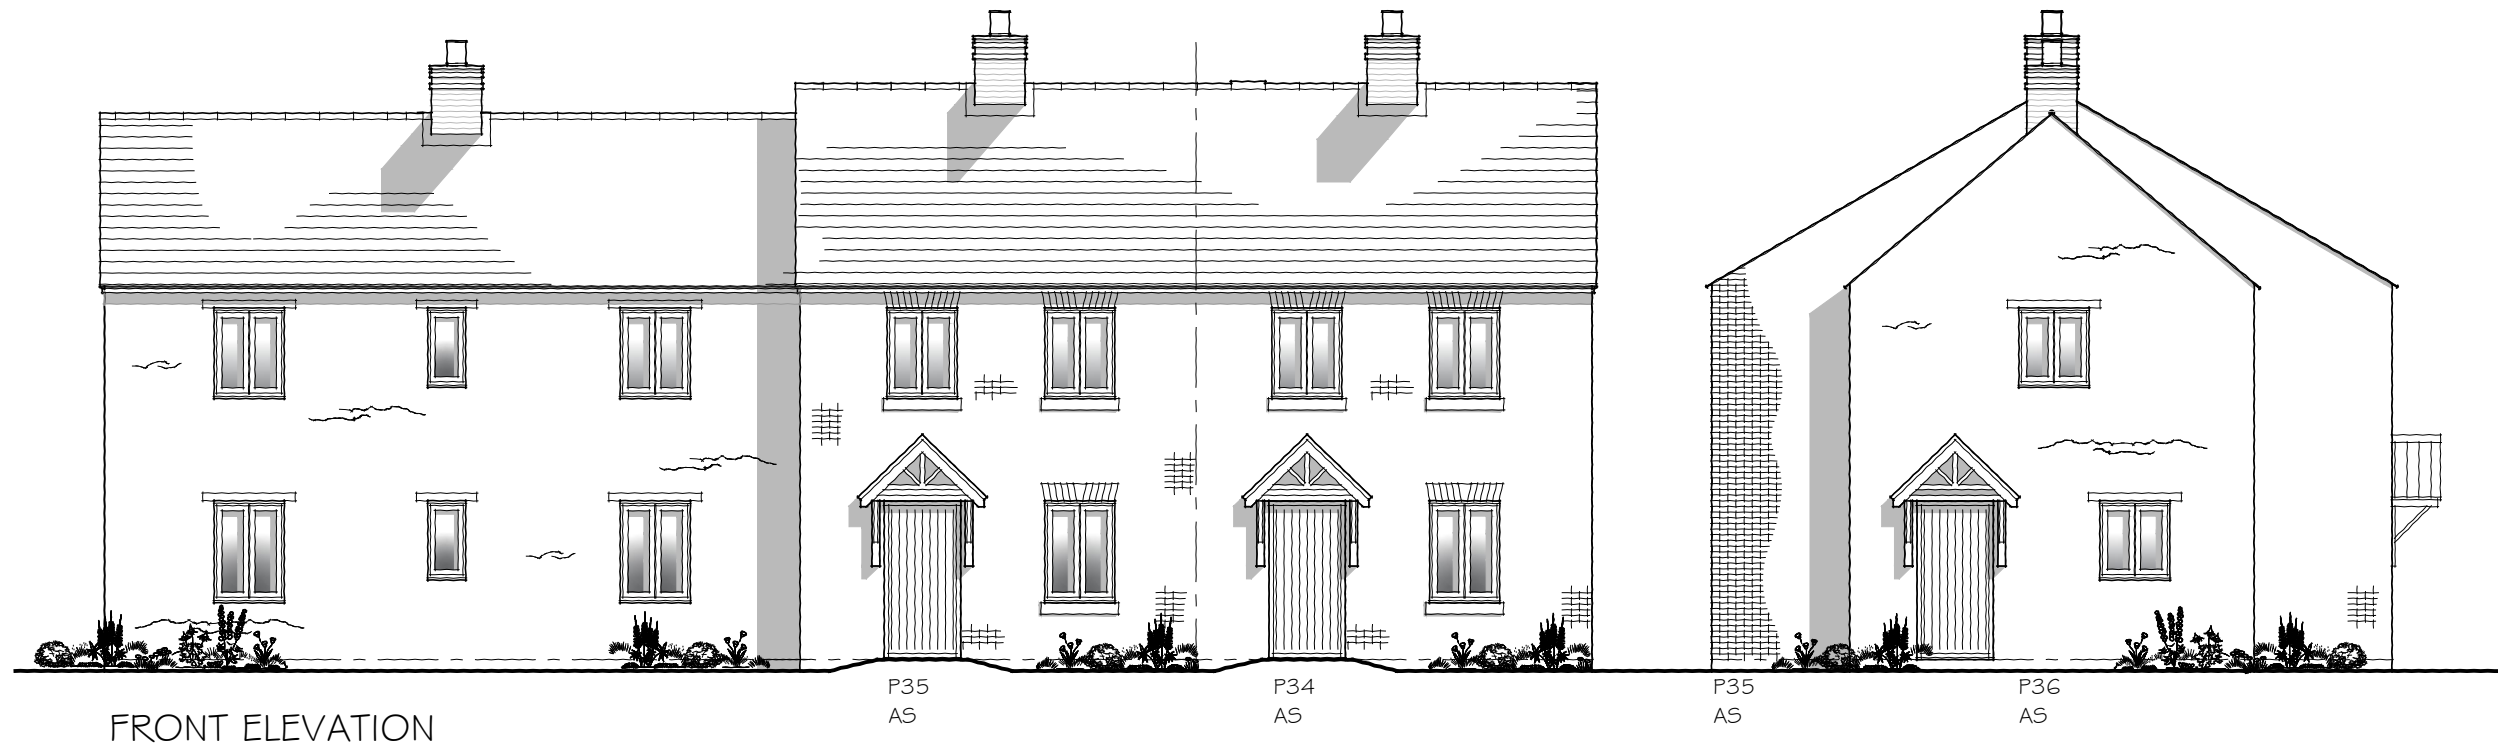 P35
AS
P34
AS
P35
AS
P36
AS
FRONT ELEVATION